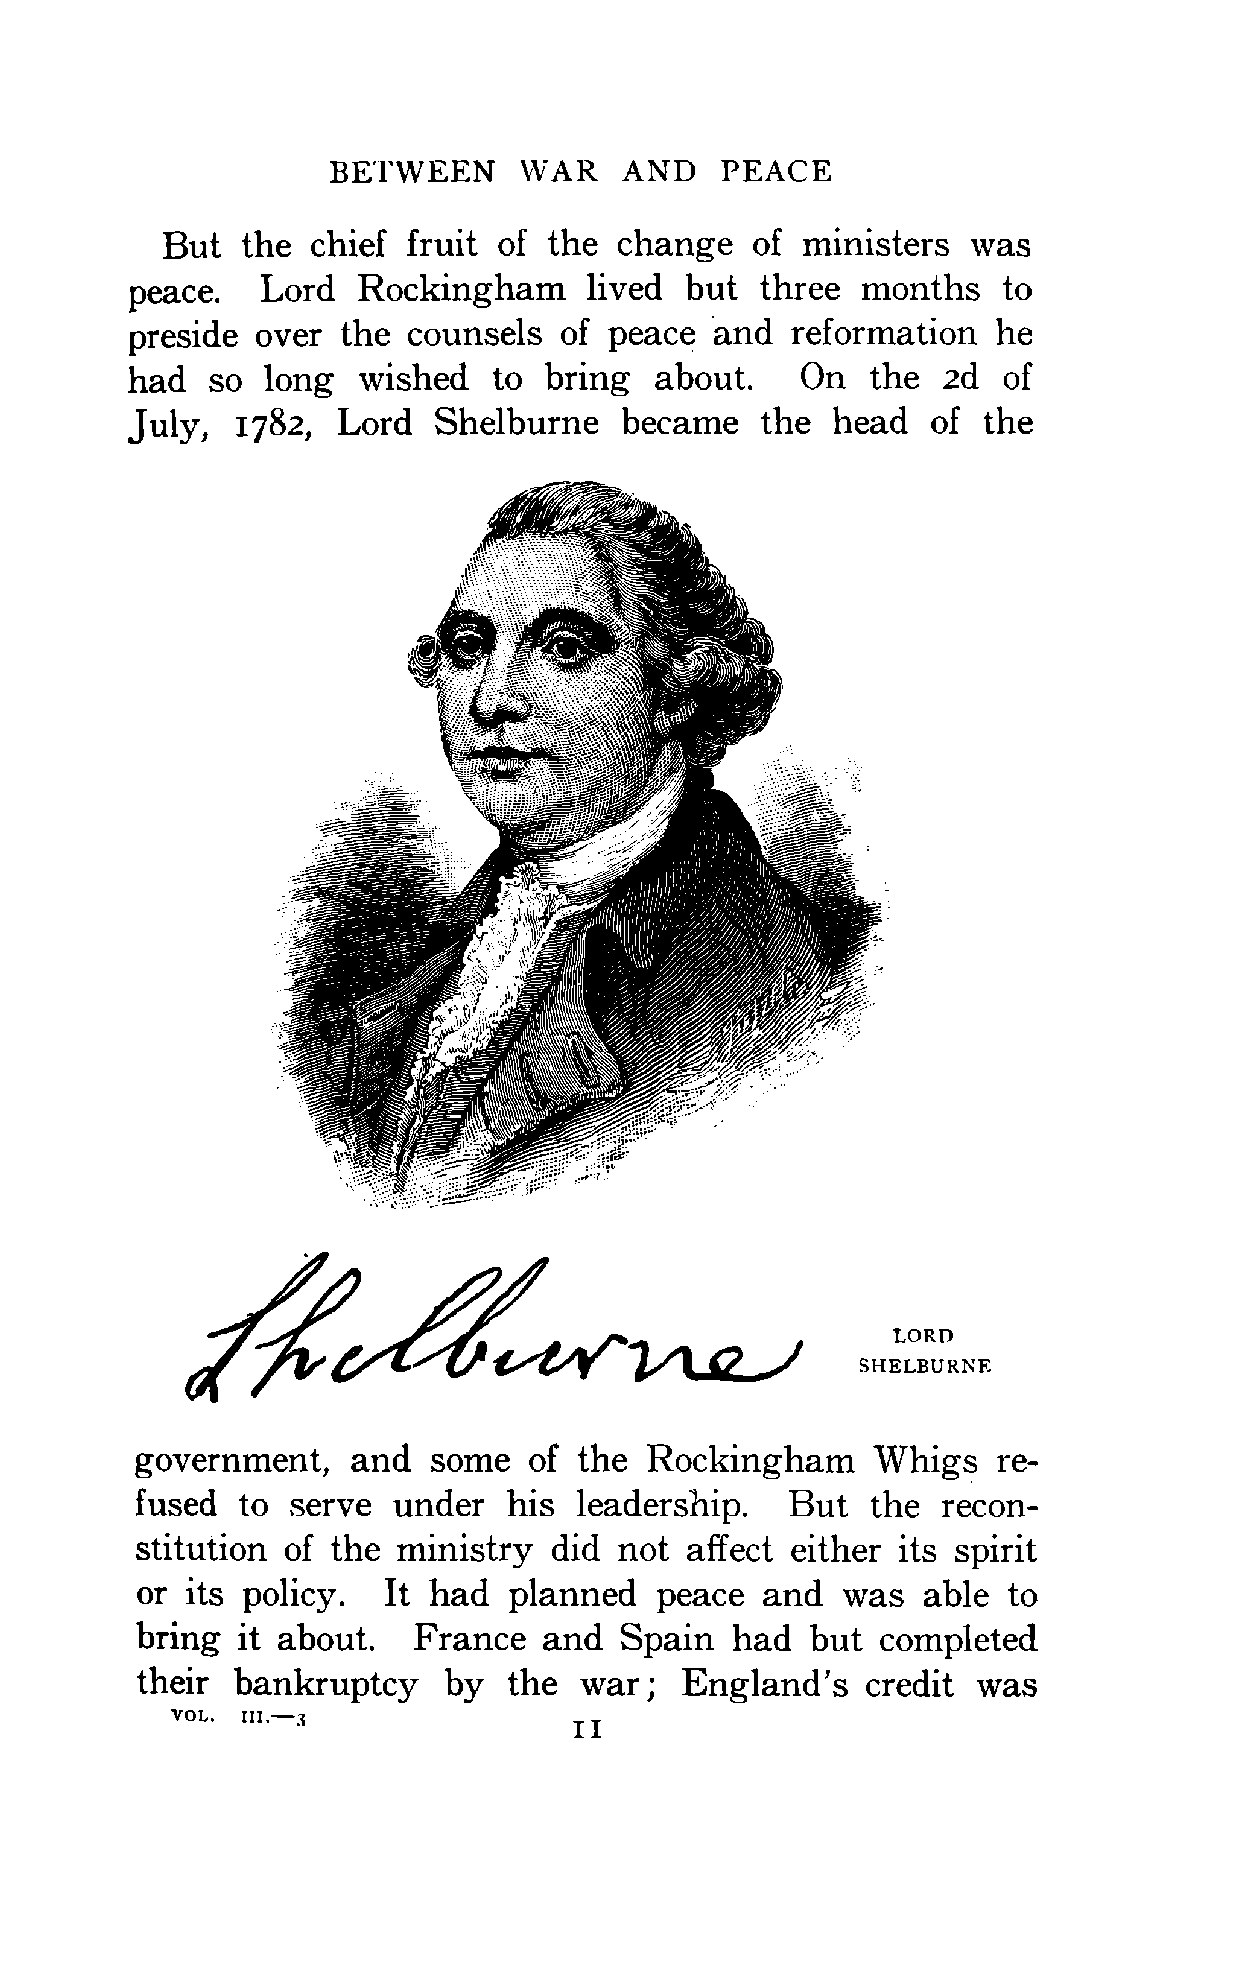 BETWEEN WAR AND PEACE
But the chief fruit of the change of ministers was
peace. Lord Rockingham lived but three months to
preside over the counsels of peace and reformation he
had so long wished to bring about. On the 2d of
July, 1782, Lord Shelburne became the head of the
Shelburne
LORD
SHELBURNE
government, and some of the Rockingham Whigs re-
fused to serve under his leadership. But the recon-
stitution of the ministry did not affect either its spirit
or its policy. It had planned peace and was able to
bring it about. France and Spain had but completed
their bankruptcy by the war; England's credit was
VOL. III.—3
11